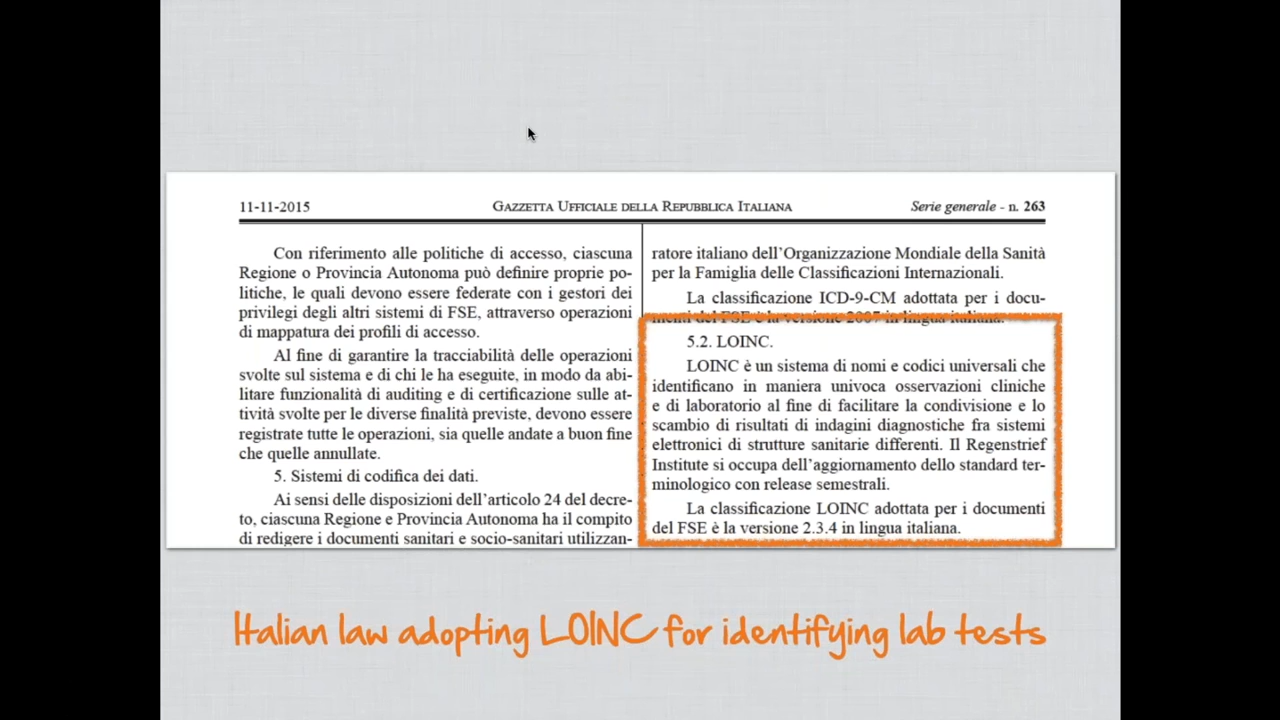 11-11-2015 GAZZETTA UFFICIALE DELLA REPUBBLICA ITALIANA Serie generale - n. 263
Con riferimento alle politiche di accesso, ciascuna
Regione o Provincia Autonoma può definire proprie po-
litiche, le quali devono essere federate con i gestori dei
privilegi degli altri sistemi di FSE, attraverso operazioni
di mappatura dei profili di accesso.
Al fine di garantire la tracciabilità delle operazioni
svolte sul sistema e di chi le ha eseguite, in modo da abi-
litare funzionalità di auditing e di certificazione sulle at-
tività svolte per le diverse finalità previste, devono essere
registrate tutte le operazioni, sia quelle andate a buon fine
che quelle annullate.
5. Sistemi di codifica dei dati.
Ai sensi delle disposizioni dell'articolo 24 del decre-
to, ciascuna Regione e Provincia Autonoma ha il compito
di redigere i documenti sanitari e socio-sanitari utilizzan-
ratore italiano dell'Organizzazione Mondiale della Sanità
per la Famiglia delle Classificazioni Internazionali.
La classificazione ICD-9-CM adottata per i docu-
menti del FSE è la versione 2007 in lingua italiana.
5.2. LOINC.
LOINC è un sistema di nomi e codici universali che
identificano in maniera univoca osservazioni cliniche
e di laboratorio al fine di facilitare la condivisione e lo
scambio di risultati di indagini diagnostiche fra sistemi
elettronici di strutture sanitarie differenti. Il Regenstrief
Institute si occupa dell'aggiornamento dello standard ter-
minologico con release semestrali.
La classificazione LOINC adottata per i documenti
del FSE è la versione 2.3.4 in lingua italiana.
Italian law adopting LOINC for identifying lab tests